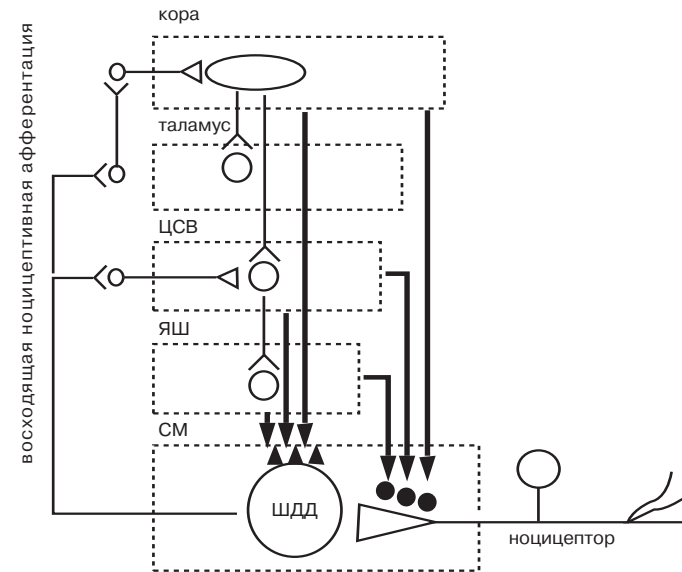 кора
восходящая ноцицептивная афферентация
таламус
ЦСВ
ЯШ
СМ
ШДД
ноцицептор